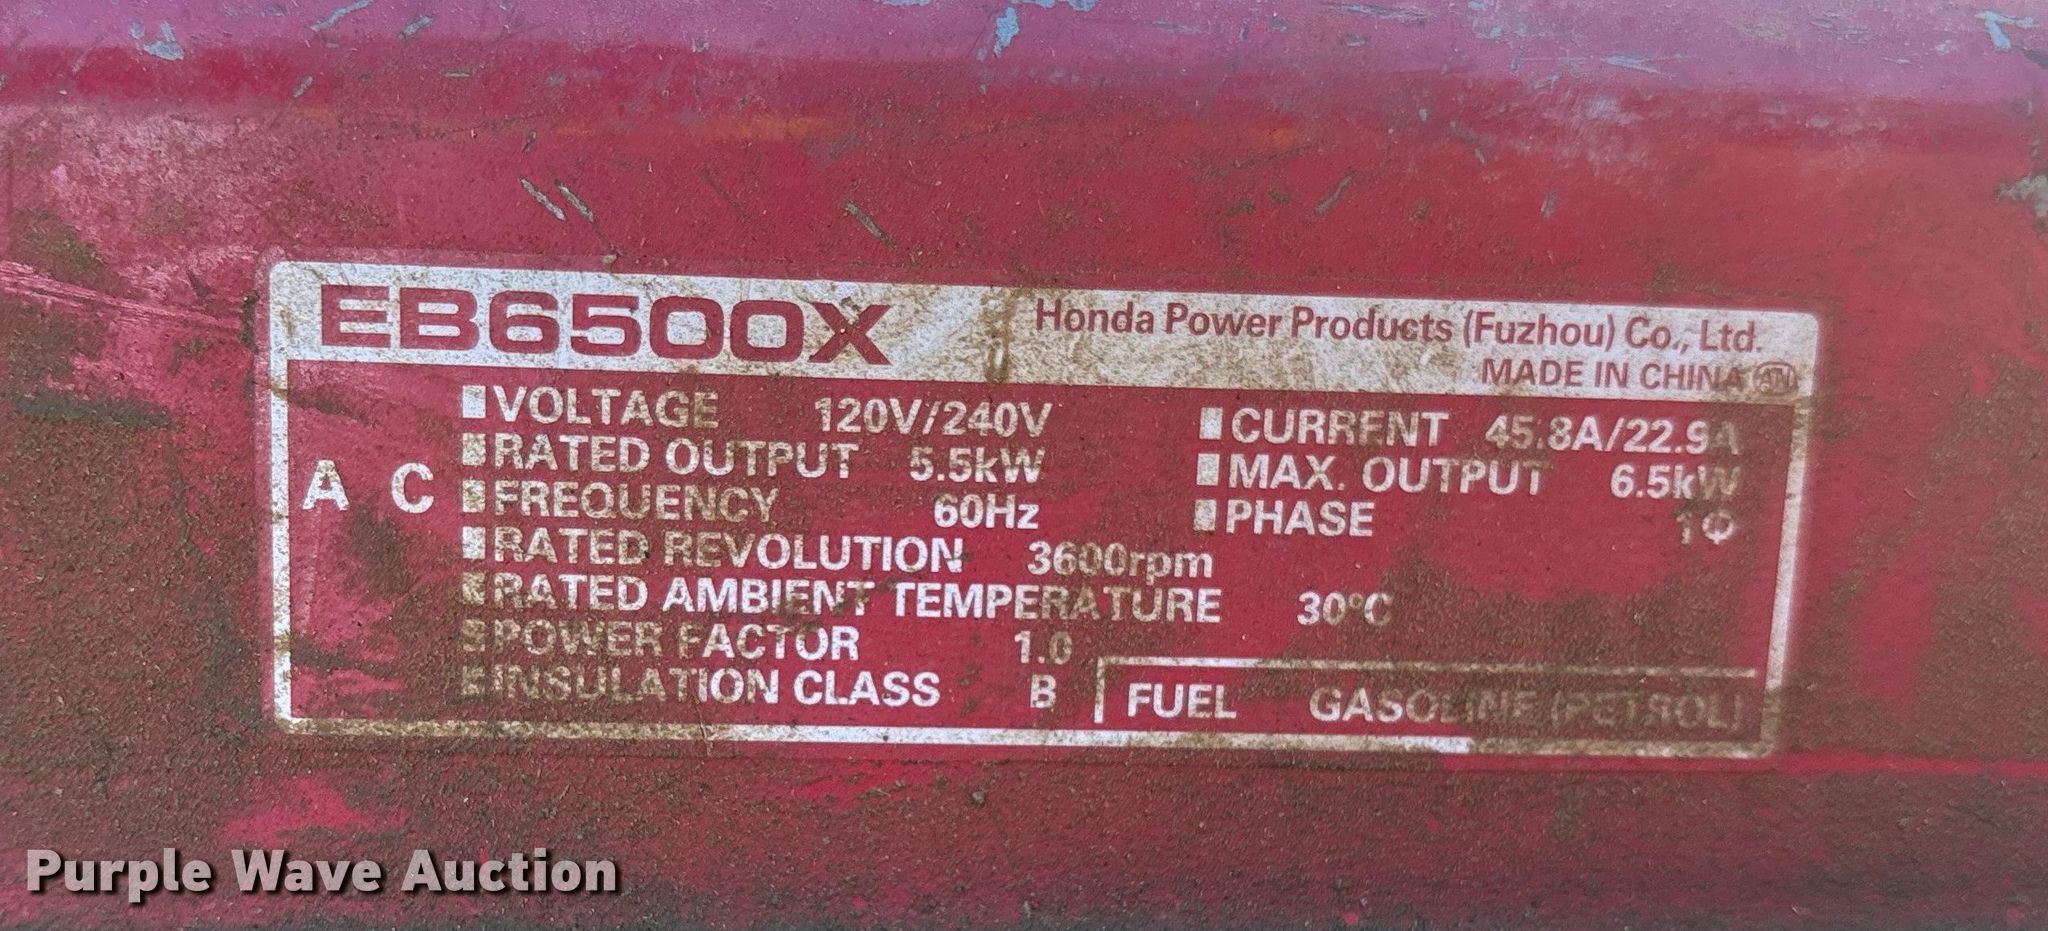 EB6500X
Honda Power Products (Fuzhou) Co., Ltd.
MADE IN CHINA
A C
VOLTAGE 120V/240V
CURRENT 45.8A/22.9A
RATED OUTPUT 5.5kW
MAX. OUTPUT 6.5kW
FREQUENCY 60Hz
PHASE 1Φ
RATED REVOLUTION 3600rpm
RATED AMBIENT TEMPERATURE 30°C
POWER FACTOR 1.0
INSULATION CLASS B
FUEL GASOLINE (PETROL)
Purple Wave Auction